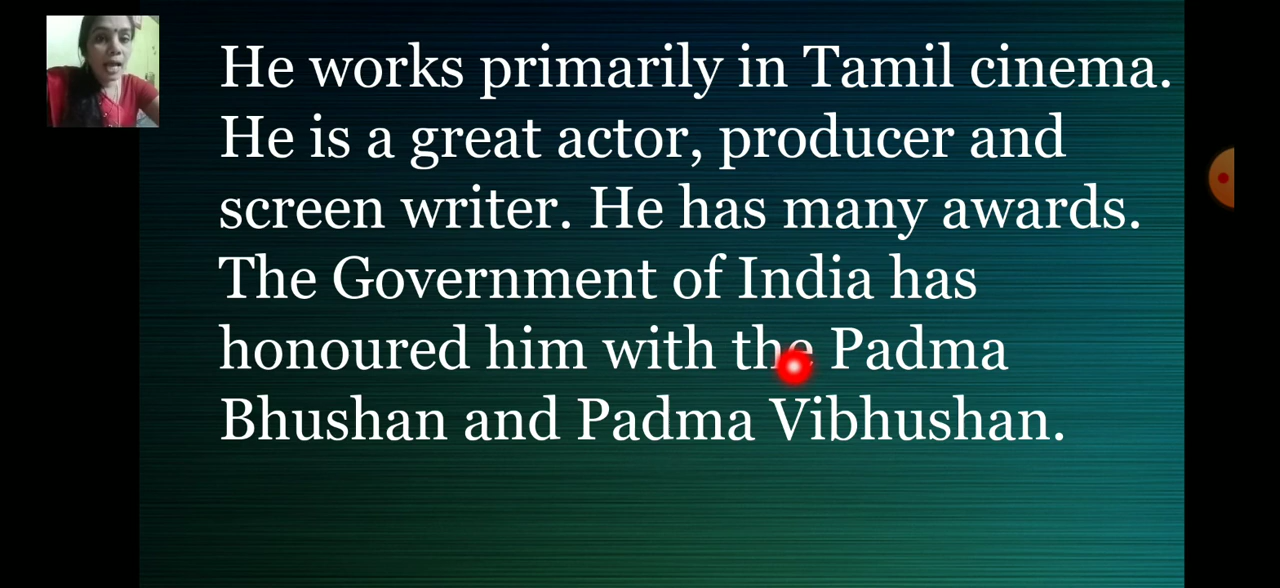 He works primarily in Tamil cinema.
He is a great actor, producer and
screen writer. He has many awards.
The Government of India has
honoured him with the Padma
Bhushan and Padma Vibhushan.